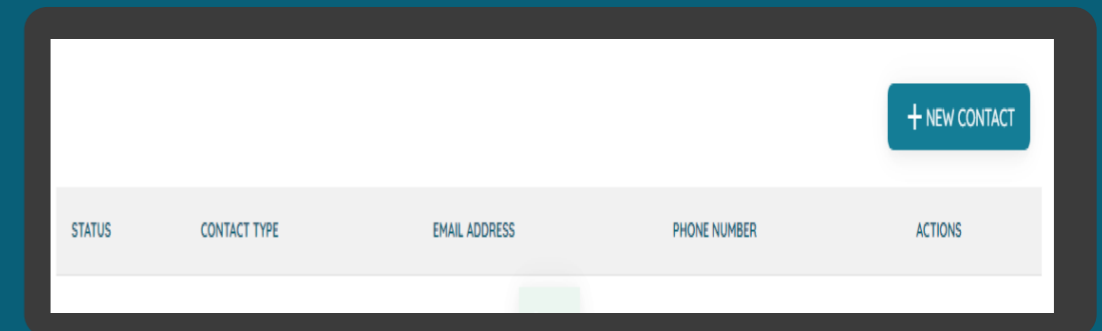 + NEW CONTACT
STATUS CONTACT TYPE EMAIL ADDRESS PHONE NUMBER ACTIONS